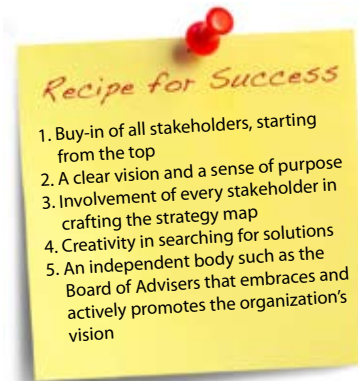 Recipe for Success
1. Buy-in of all stakeholders, starting
from the top
2. A clear vision and a sense of purpose
3. Involvement of every stakeholder in
crafting the strategy map
4. Creativity in searching for solutions
5. An independent body such as the
Board of Advisers that embraces and
actively promotes the organization's
vision